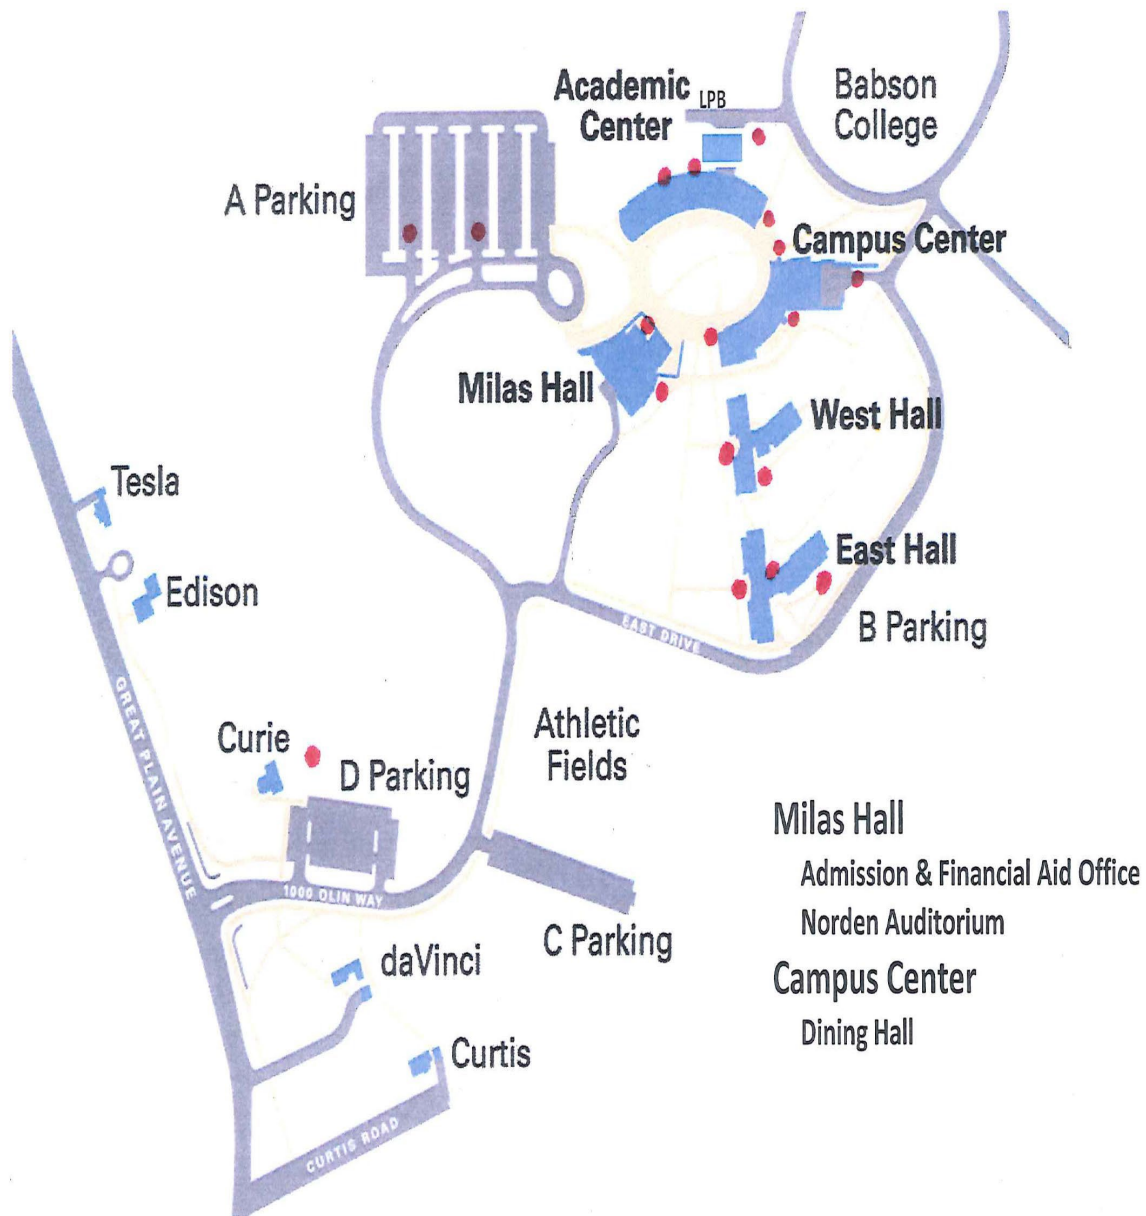 Academic
Center
LPB
Babson
College
A Parking
Campus Center
Milas Hall
West Hall
Tesla
Edison
East Hall
B Parking
EAST DRIVE
GREAT PLAIN AVENUE
Curie
D Parking
Athletic
Fields
1000 OLIN WAY
C Parking
daVinci
Curtis
CURTIS ROAD
Milas Hall
Admission & Financial Aid Office
Norden Auditorium
Campus Center
Dining Hall